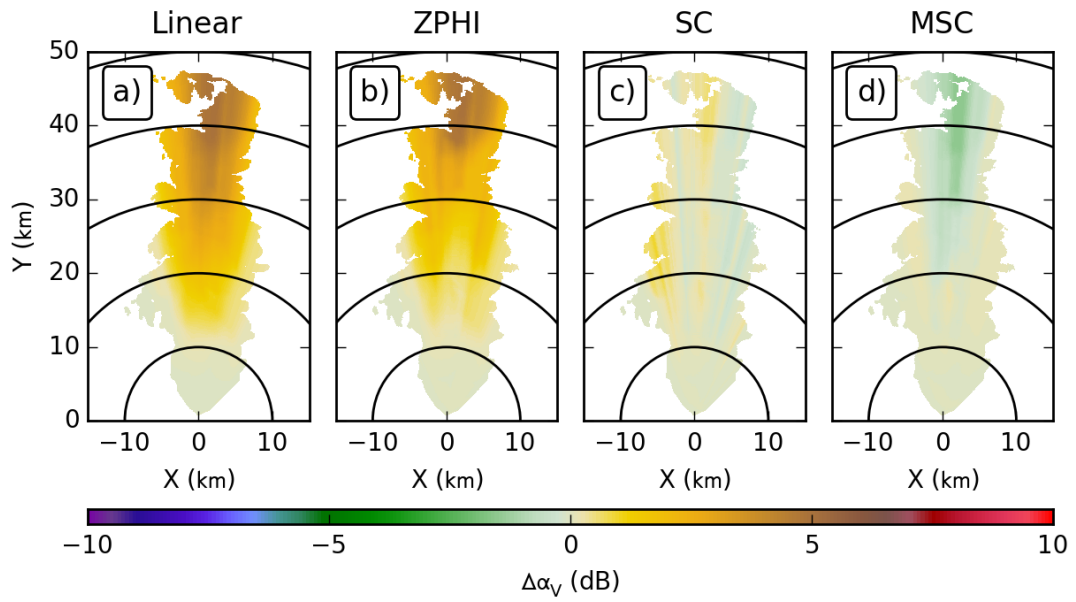 Linear ZPHI SC MSC
a) b) c) d)
50
40
30
20
10
0
Y (km)
−10 0 10 −10 0 10 −10 0 10 −10 0 10
X (km) X (km) X (km) X (km)
−10 −5 0 5 10
Δα_V (dB)